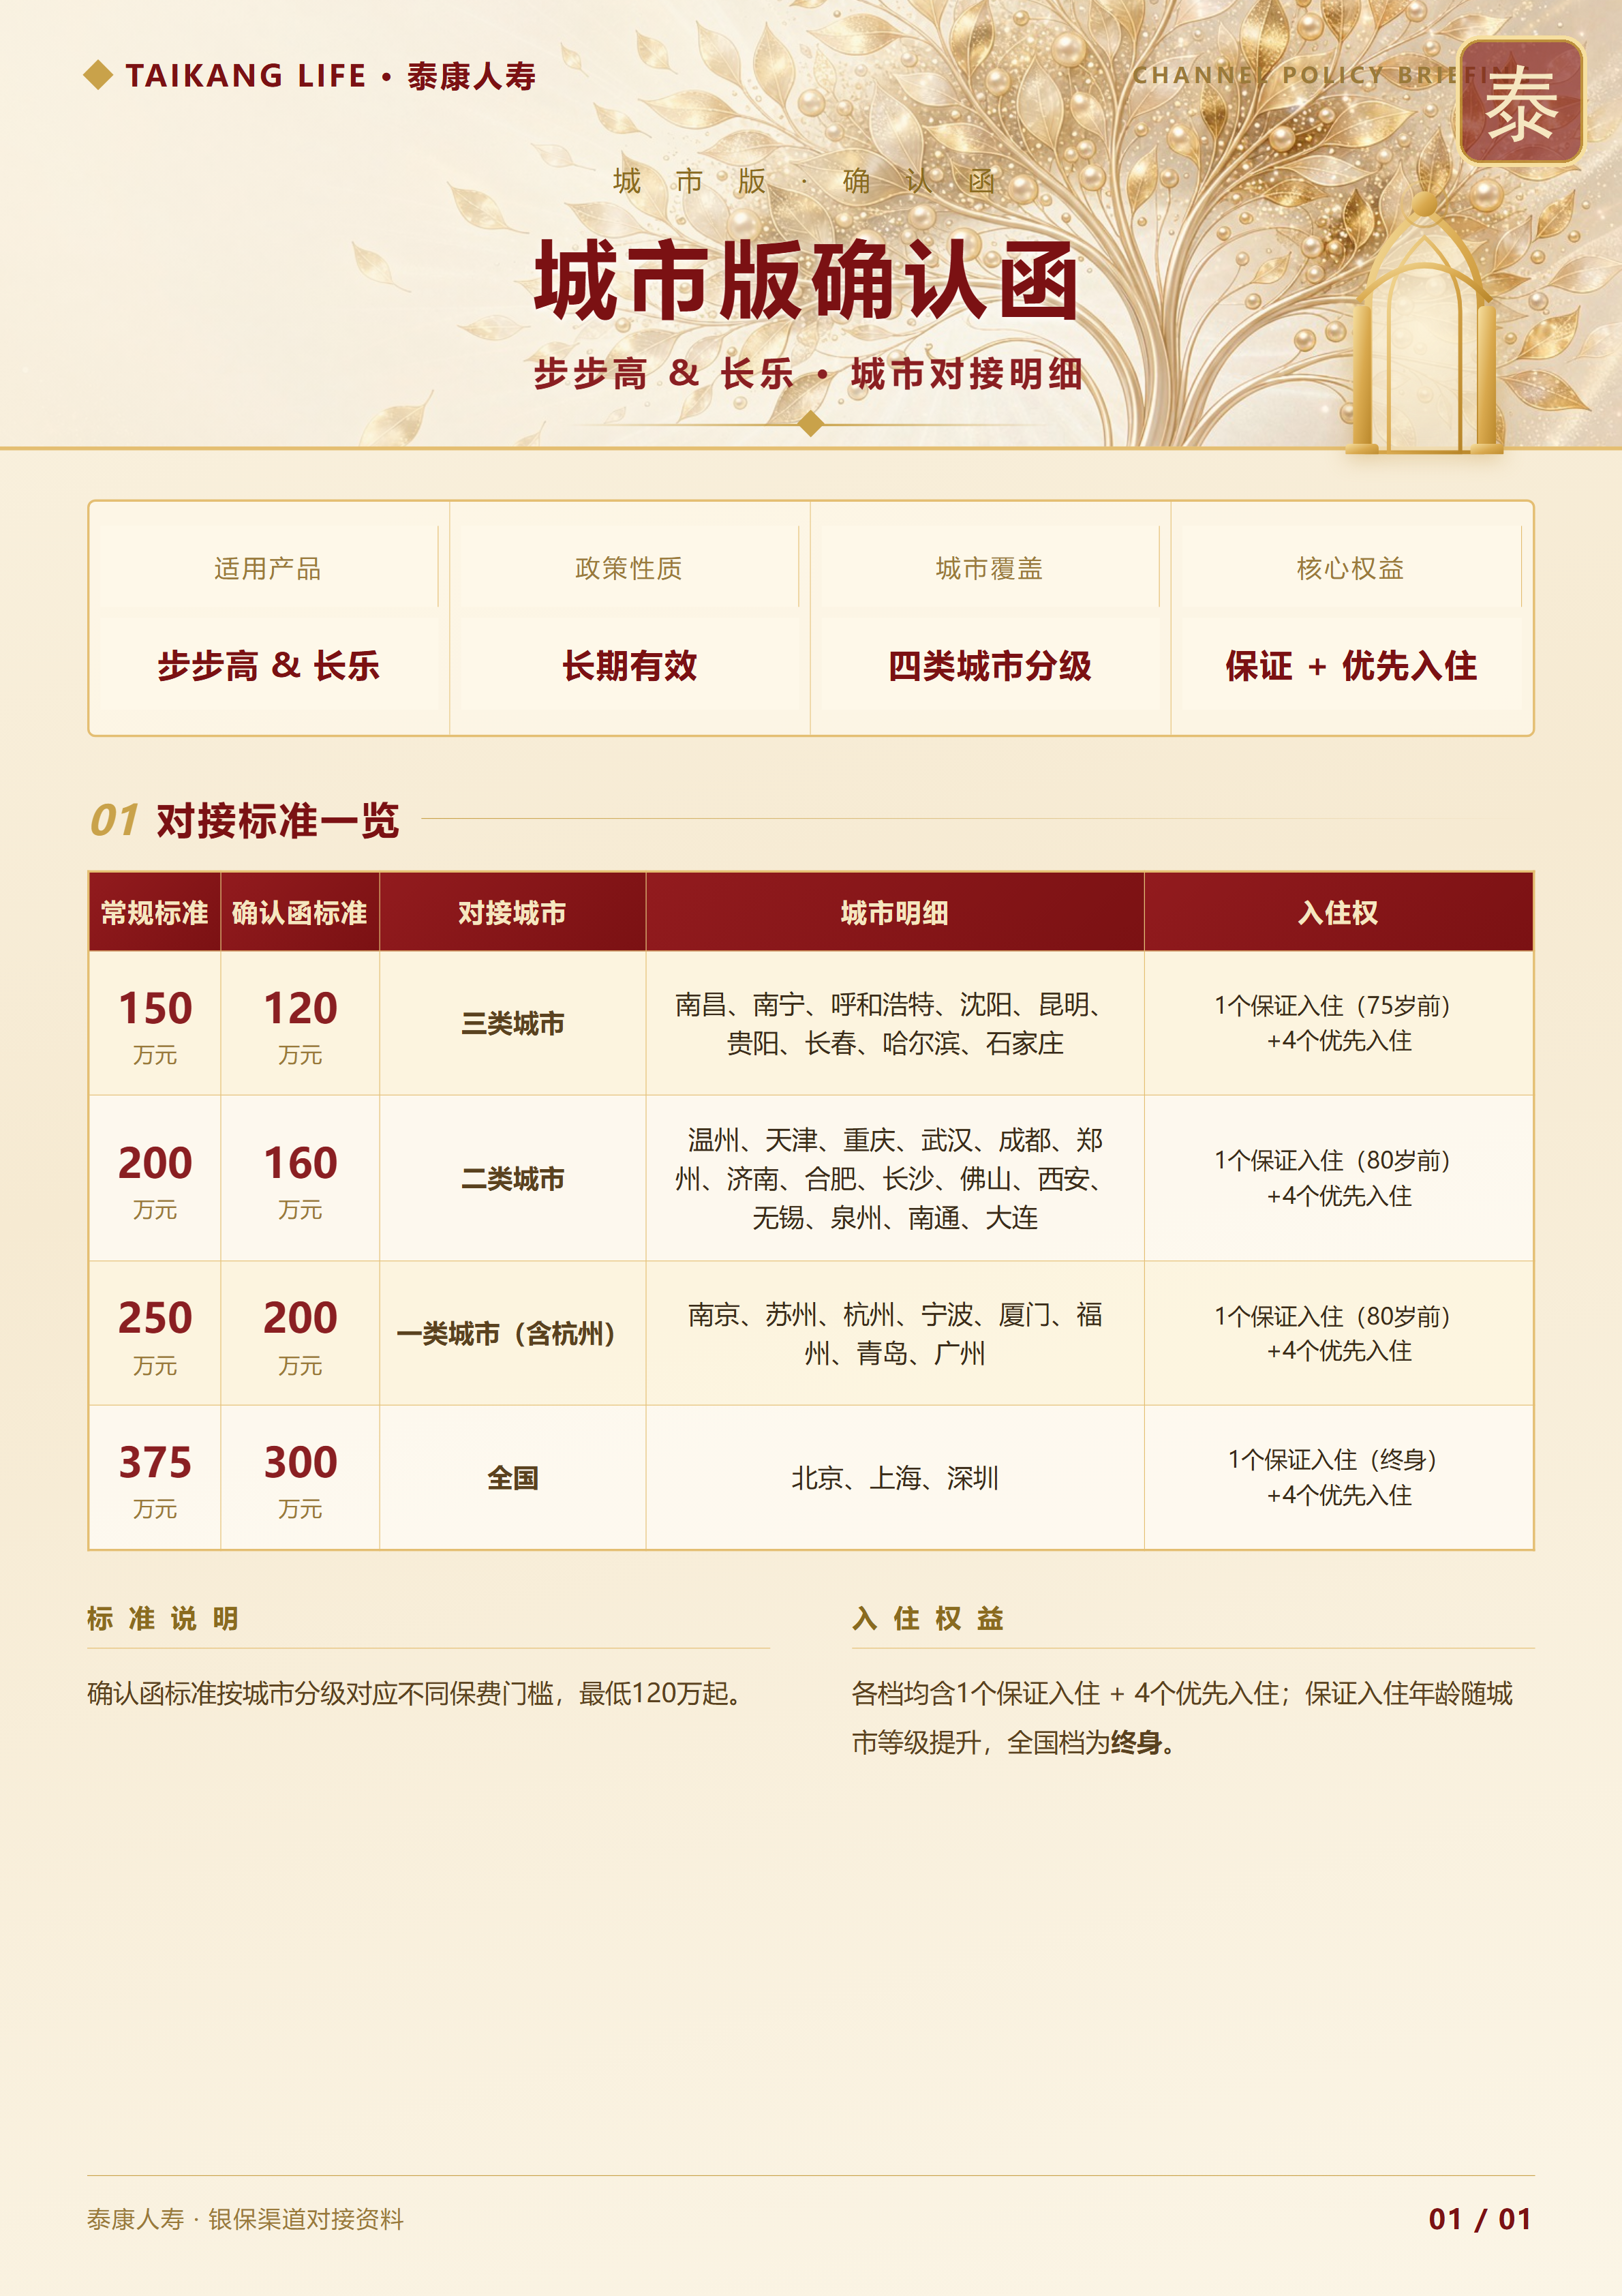 TAIKANG LIFE • 泰康人寿
CHANNEL POLICY BRIEFING
泰
城市版·确认函
城市版确认函
步步高 & 长乐 • 城市对接明细
适用产品
步步高 & 长乐
政策性质
长期有效
城市覆盖
四类城市分级
核心权益
保证 + 优先入住
01 对接标准一览
常规标准 确认函标准 对接城市 城市明细 入住权
150
万元
120
万元
三类城市
南昌、南宁、呼和浩特、沈阳、昆明、
贵阳、长春、哈尔滨、石家庄
1个保证入住（75岁前）
+4个优先入住
200
万元
160
万元
二类城市
温州、天津、重庆、武汉、成都、郑
州、济南、合肥、长沙、佛山、西安、
无锡、泉州、南通、大连
1个保证入住（80岁前）
+4个优先入住
250
万元
200
万元
一类城市（含杭州）
南京、苏州、杭州、宁波、厦门、福
州、青岛、广州
1个保证入住（80岁前）
+4个优先入住
375
万元
300
万元
全国
北京、上海、深圳
1个保证入住（终身）
+4个优先入住
标准说明
确认函标准按城市分级对应不同保费门槛，最低120万起。
入住权益
各档均含1个保证入住 + 4个优先入住；保证入住年龄随城
市等级提升，全国档为终身。
泰康人寿 · 银保渠道对接资料
01 / 01